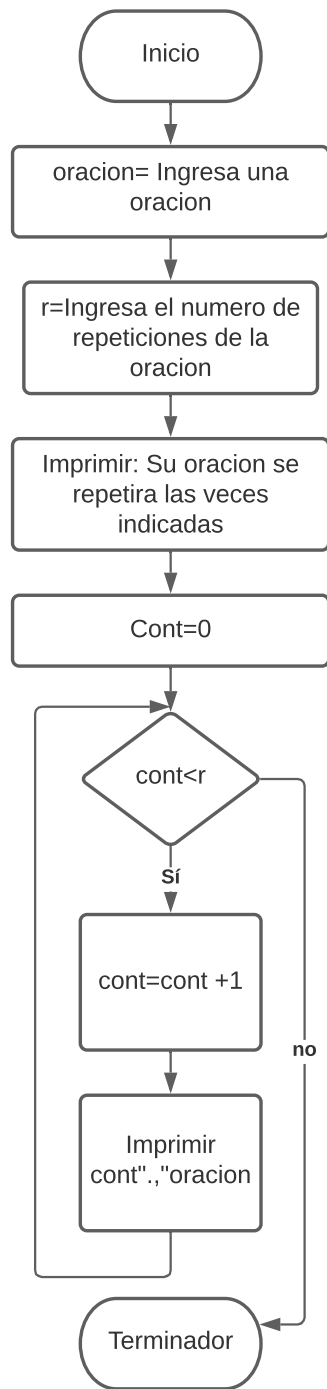 Inicio
oracion= Ingresa una
oracion
r=Ingresa el numero de
repeticiones de la
oracion
Imprimir: Su oracion se
repetira las veces
indicadas
Cont=0
cont<r
Sí
cont=cont +1
no
Imprimir
cont".,"oracion
Terminador